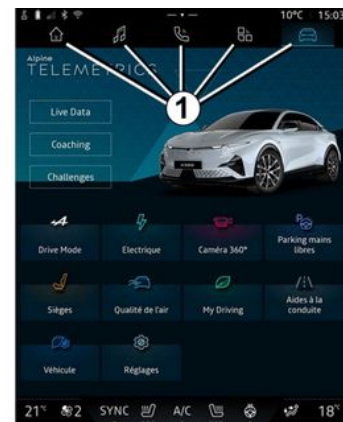 10°C 15:03
Alpine
TELEMETRICS
1
Live Data
Coaching
Challenges
Drive Mode
Electrique
Caméra 360°
Parking mains
libres
Sièges
Qualité de l'air
My Driving
Aides à la
conduite
Véhicule
Réglages
21° 2 SYNC A/C 18°